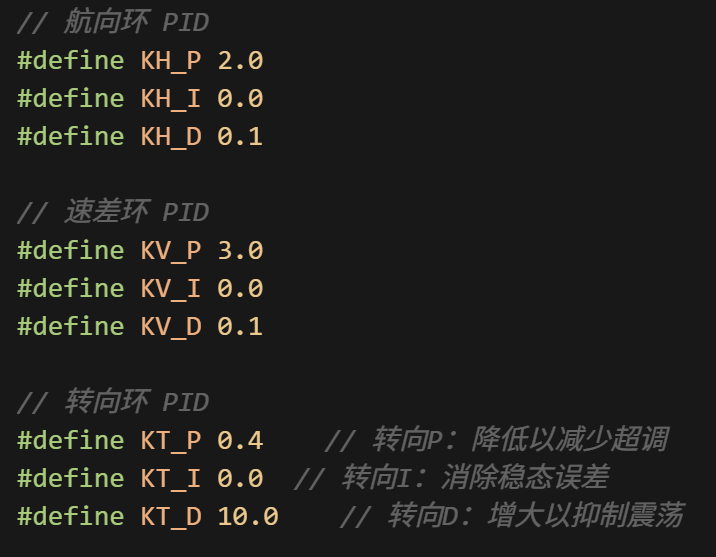 // 航向环 PID
#define KH_P 2.0
#define KH_I 0.0
#define KH_D 0.1
// 速差环 PID
#define KV_P 3.0
#define KV_I 0.0
#define KV_D 0.1
// 转向环 PID
#define KT_P 0.4    // 转向P：降低以减少超调
#define KT_I 0.0  // 转向I：消除稳态误差
#define KT_D 10.0    // 转向D：增大以抑制震荡